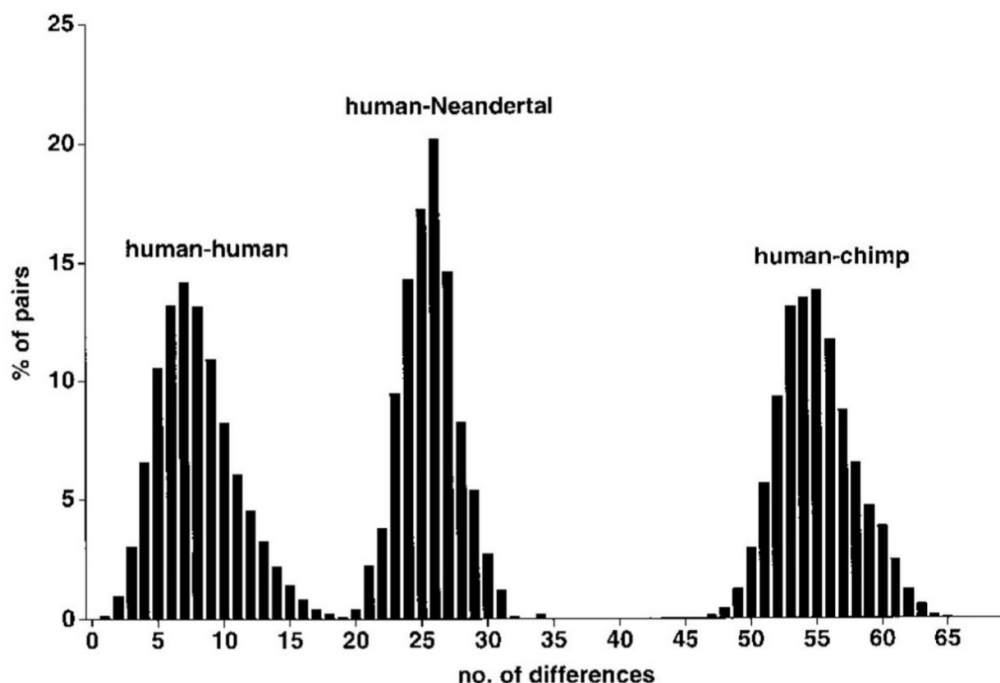 25
human-Neandertal
20
human-human
human-chimp
15
% of pairs
10
5
0
0 5 10 15 20 25 30 35 40 45 50 55 60 65
no. of differences